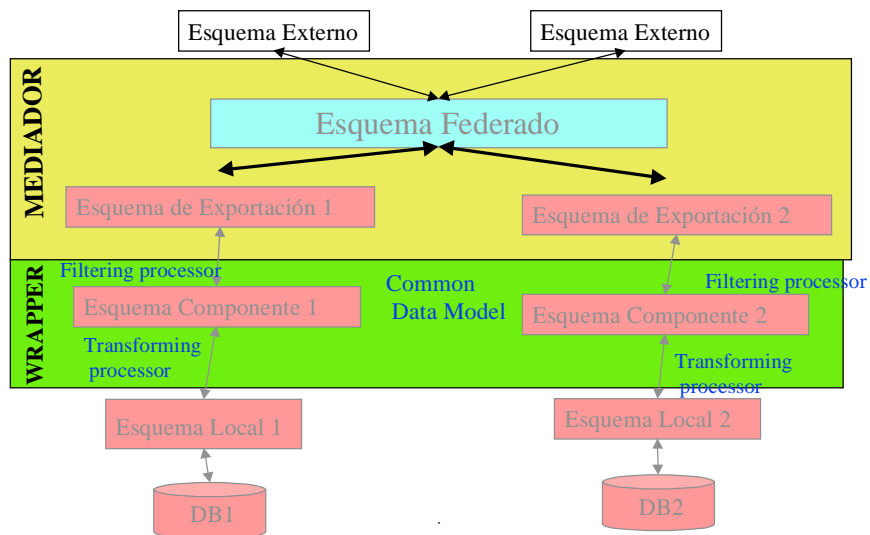 Esquema Externo
Esquema Externo
MEDIADOR
Esquema Federado
Esquema de Exportación 1
Esquema de Exportación 2
Filtering processor
Common
Data Model
Filtering processor
WRAPPER
Esquema Componente 1
Esquema Componente 2
Transforming
processor
Transforming
processor
Esquema Local 1
Esquema Local 2
DB1
DB2